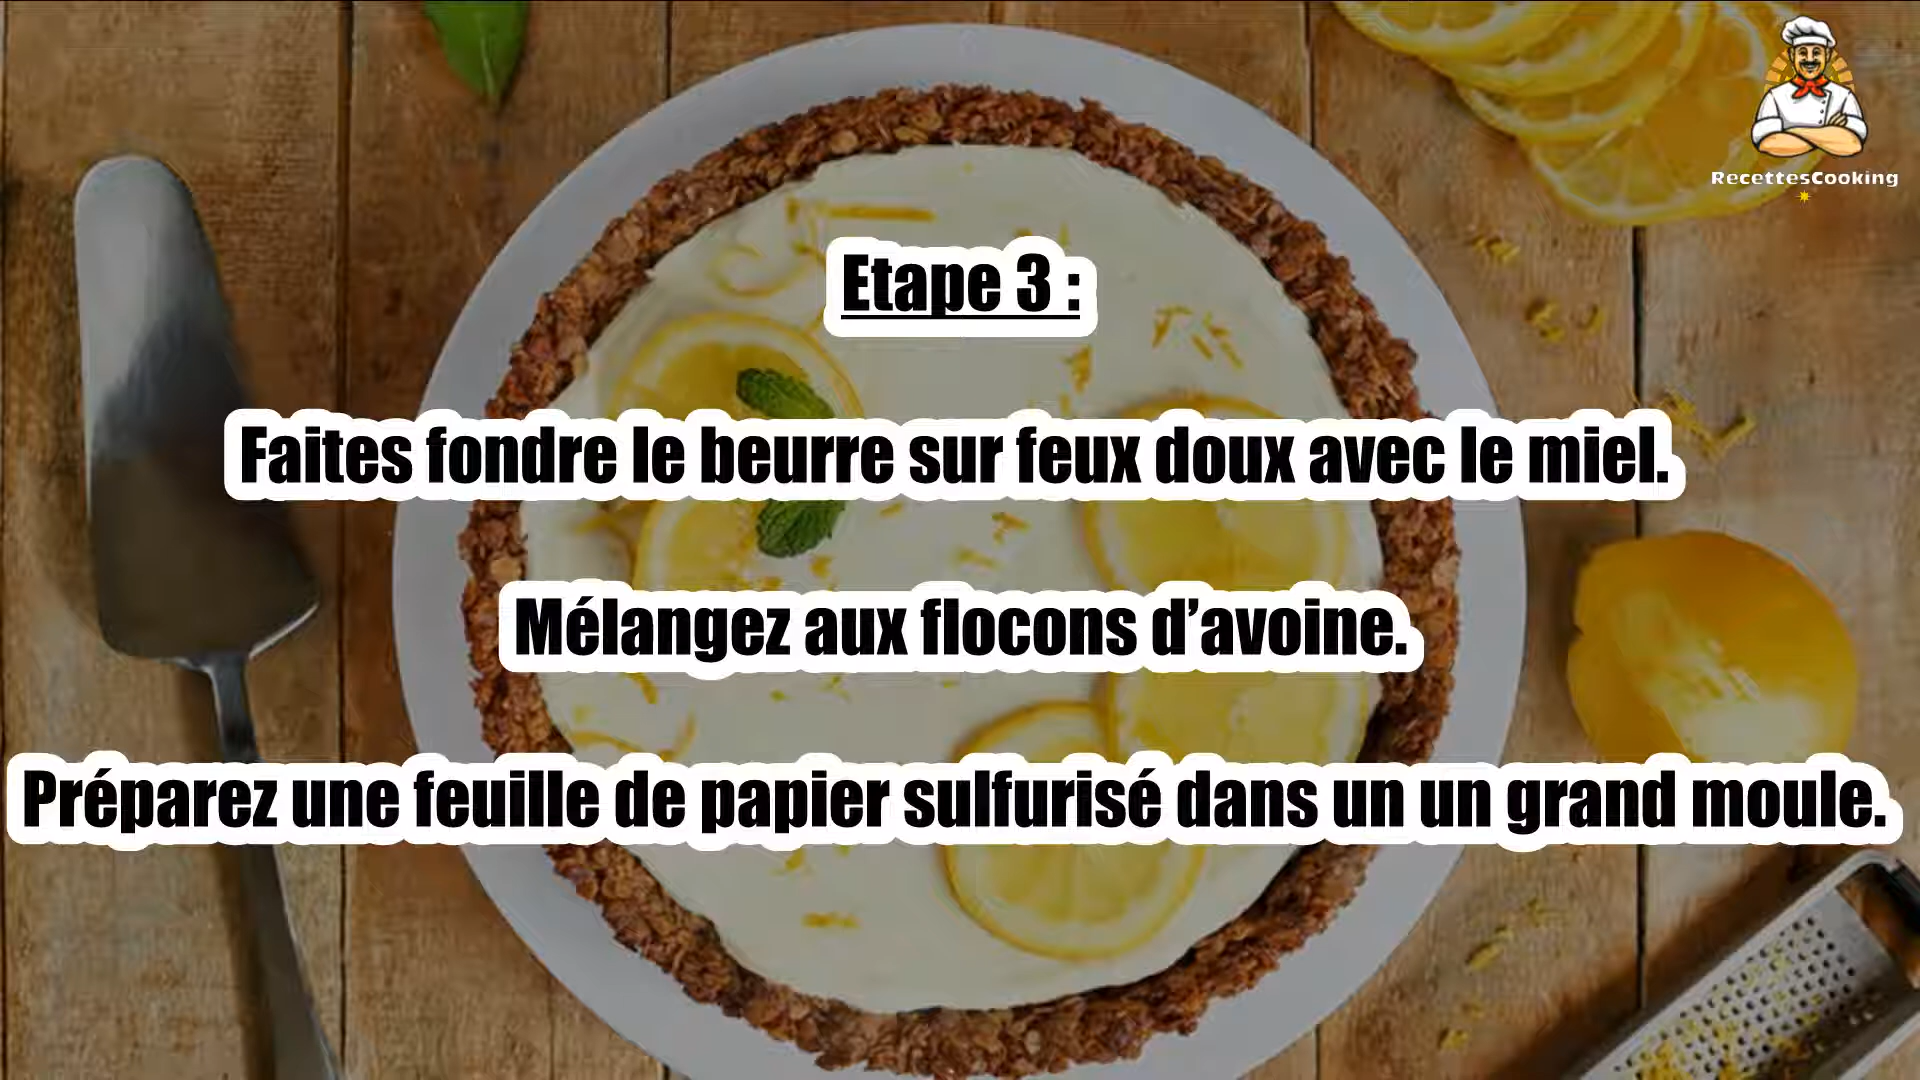 RecettesCooking
Etape 3 :
Faites fondre le beurre sur feux doux avec le miel.
Mélangez aux flocons d’avoine.
Préparez une feuille de papier sulfurisé dans un un grand moule.